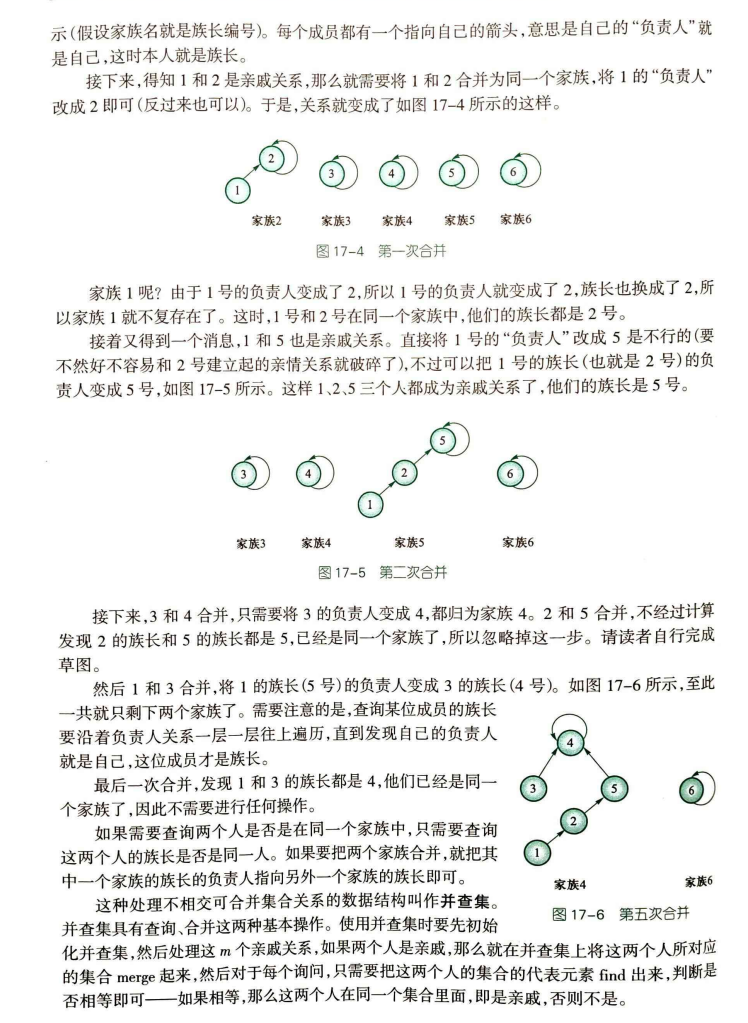 示(假设家族名就是族长编号)。每个成员都有一个指向自己的箭头,意思是自己的“负责人”就
是自己,这时本人就是族长。
接下来,得知 1 和 2 是亲戚关系,那么就需要将 1 和 2 合并为同一个家族,将 1 的“负责人”
改成 2 即可(反过来也可以)。于是,关系就变成了如图 17-4 所示的这样。
2
1
3
4
5
6
家族2 家族3 家族4 家族5 家族6
图 17-4 第一次合并
家族 1 呢? 由于 1 号的负责人变成了 2,所以 1 号的负责人就变成了 2,族长也换成了 2,所
以家族 1 就不复存在了。这时,1 号和 2 号在同一个家族中,他们的族长都是 2 号。
接着又得到一个消息,1 和 5 也是亲戚关系。直接将 1 号的“负责人”改成 5 是不行的(要
不然好不容易和 2 号建立起的亲情关系就破碎了),不过可以把 1 号的族长(也就是 2 号)的负
责人变成 5 号,如图 17-5 所示。这样 1、2、5 三个人都成为亲戚关系了,他们的族长是 5 号。
3
4
5
2
1
6
家族3 家族4 家族5 家族6
图 17-5 第二次合并
接下来,3 和 4 合并,只需要将 3 的负责人变成 4,都归为家族 4。2 和 5 合并,不经过计算
发现 2 的族长和 5 的族长都是 5,已经是同一个家族了,所以忽略掉这一步。请读者自行完成
草图。
然后 1 和 3 合并,将 1 的族长(5 号)的负责人变成 3 的族长(4 号)。如图 17-6 所示,至此
一共就只剩下两个家族了。需要注意的是,查询某位成员的族长
要沿着负责人关系一层一层往上遍历,直到发现自己的负责人
就是自己,这位成员才是族长。
最后一次合并,发现 1 和 3 的族长都是 4,他们已经是同一
个家族了,因此不需要进行任何操作。
如果需要查询两个人是否是在同一个家族中,只需要查询
这两个人的族长是否是同一人。如果要把两个家族合并,就把其
中一个家族的族长的负责人指向另外一个家族的族长即可。
这种处理不相交可合并集合关系的数据结构叫作并查集。
并查集具有查询、合并这两种基本操作。使用并查集时要先初始
4
3
5
6
2
1
家族4 家族6
图 17-6 第五次合并
化并查集,然后处理这 m 个亲戚关系,如果两个人是亲戚,那么就在并查集上将这两个人所对应
的集合 merge 起来,然后对于每个询问,只需要把这两个人的集合的代表元素 find 出来,判断是
否相等即可——如果相等,那么这两个人在同一个集合里面,即是亲戚,否则不是。